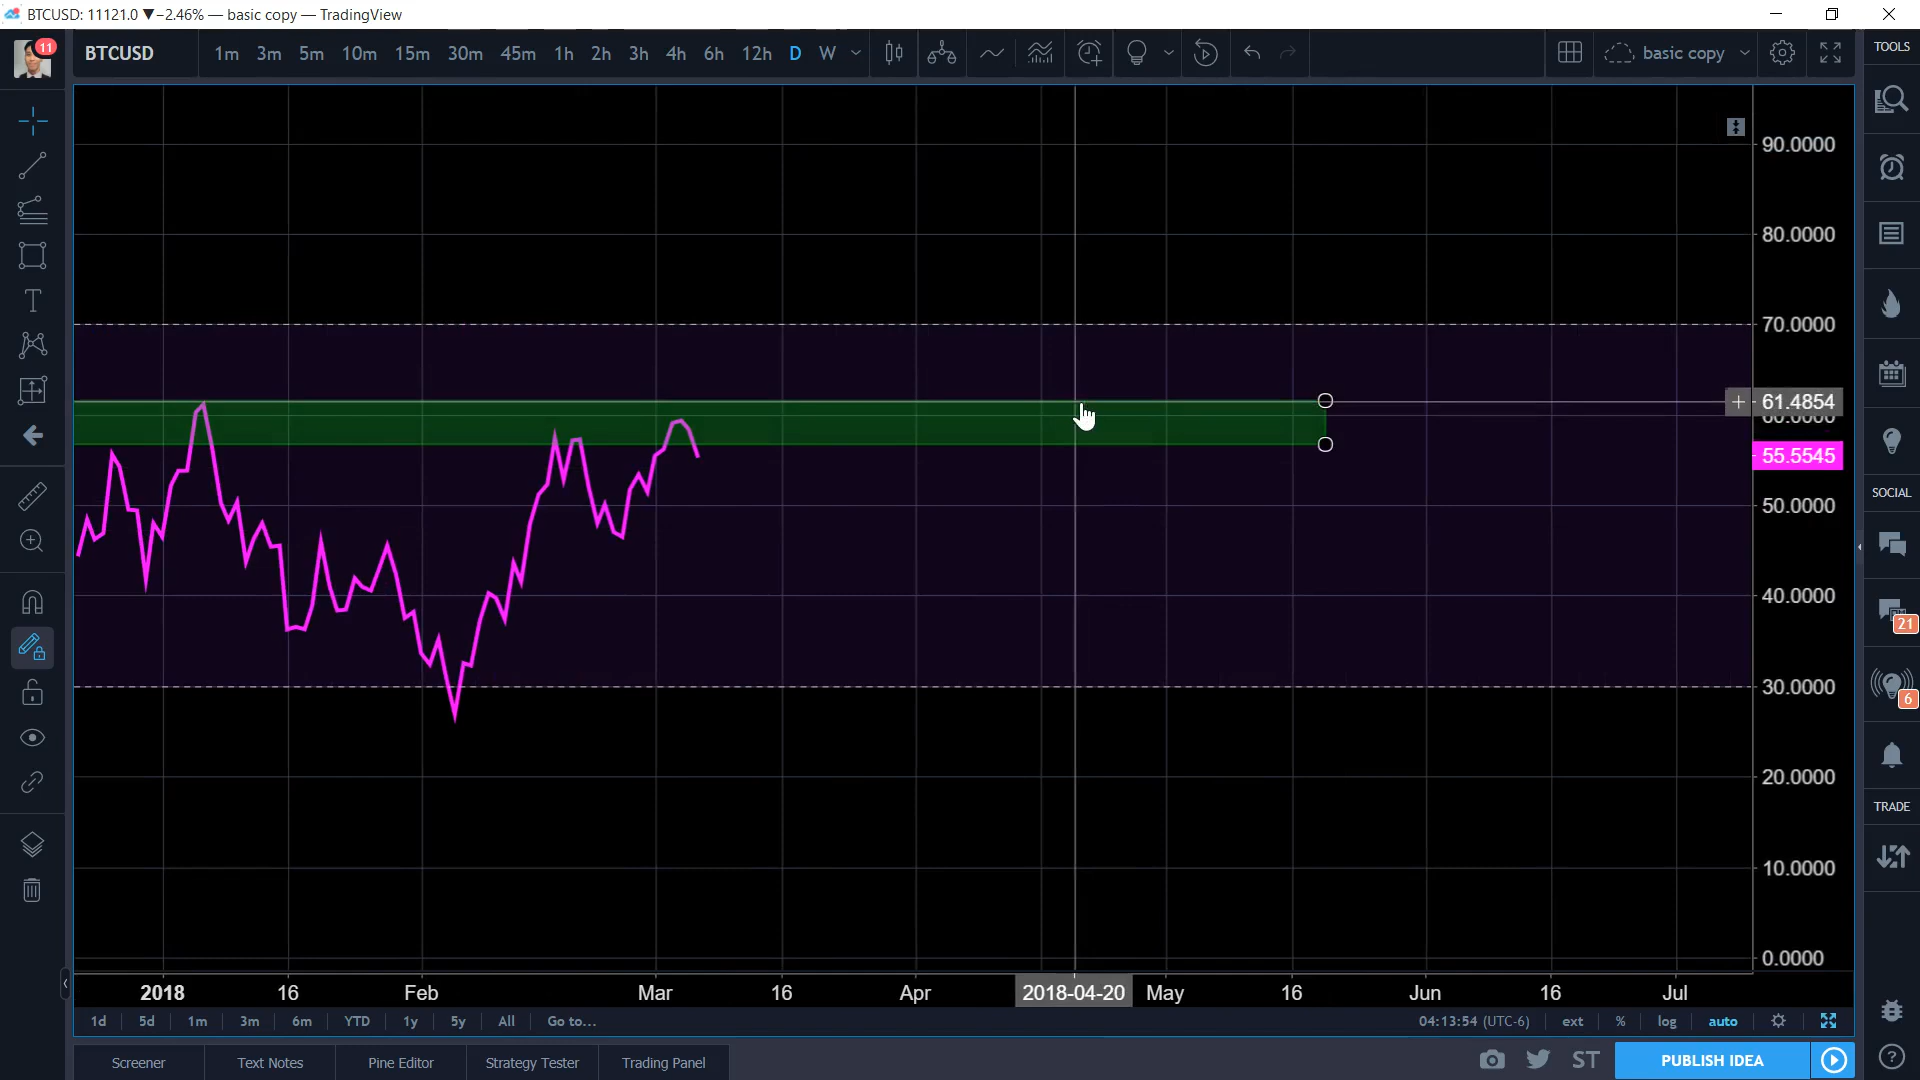 BTCUSD: 11121.0 ▼−2.46% — basic copy — TradingView
11 BTCUSD 1m 3m 5m 10m 15m 30m 45m 1h 2h 3h 4h 6h 12h D W basic copy TOOLS
90.0000
80.0000
70.0000
61.4854
60.0000
55.5545
50.0000
40.0000
30.0000
20.0000
10.0000
0.0000
SOCIAL
21
6
TRADE
2018 16 Feb Mar 16 Apr 2018-04-20 May 16 Jun 16 Jul
1d 5d 1m 3m 6m YTD 1y 5y All Go to... 04:13:54 (UTC-6) ext % log auto
Screener Text Notes Pine Editor Strategy Tester Trading Panel ST PUBLISH IDEA